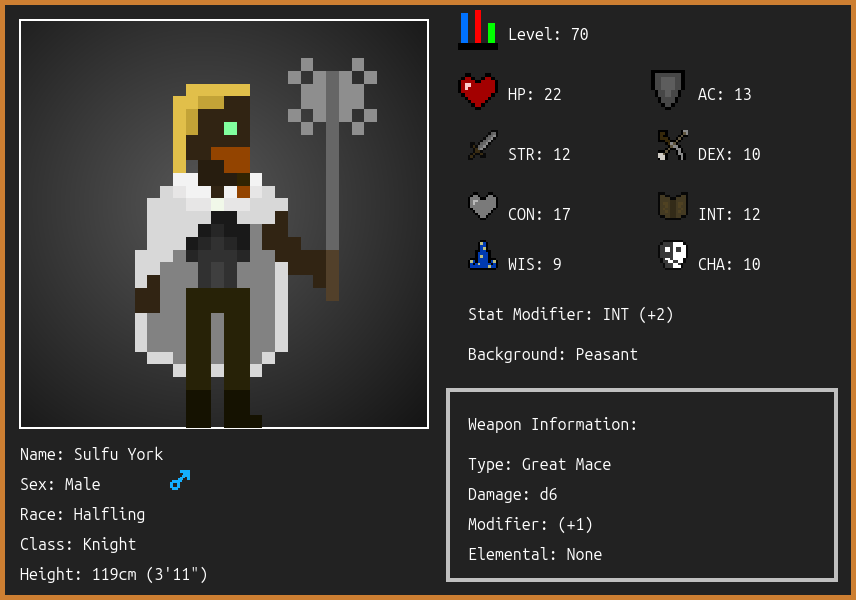 Level: 70
HP: 22
AC: 13
STR: 12
DEX: 10
CON: 17
INT: 12
WIS: 9
CHA: 10
Stat Modifier: INT (+2)
Background: Peasant
Weapon Information:
Type: Great Mace
Damage: d6
Modifier: (+1)
Elemental: None
Name: Sulfu York
Sex: Male
Race: Halfling
Class: Knight
Height: 119cm (3'11")